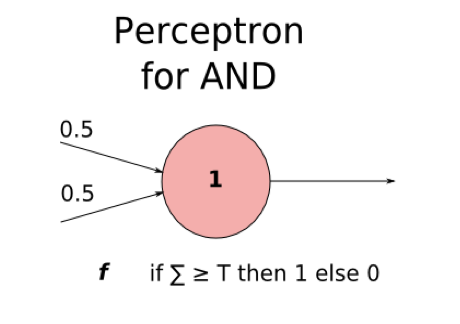 Perceptron
for AND
0.5
1
0.5
f if ∑ ≥ T then 1 else 0